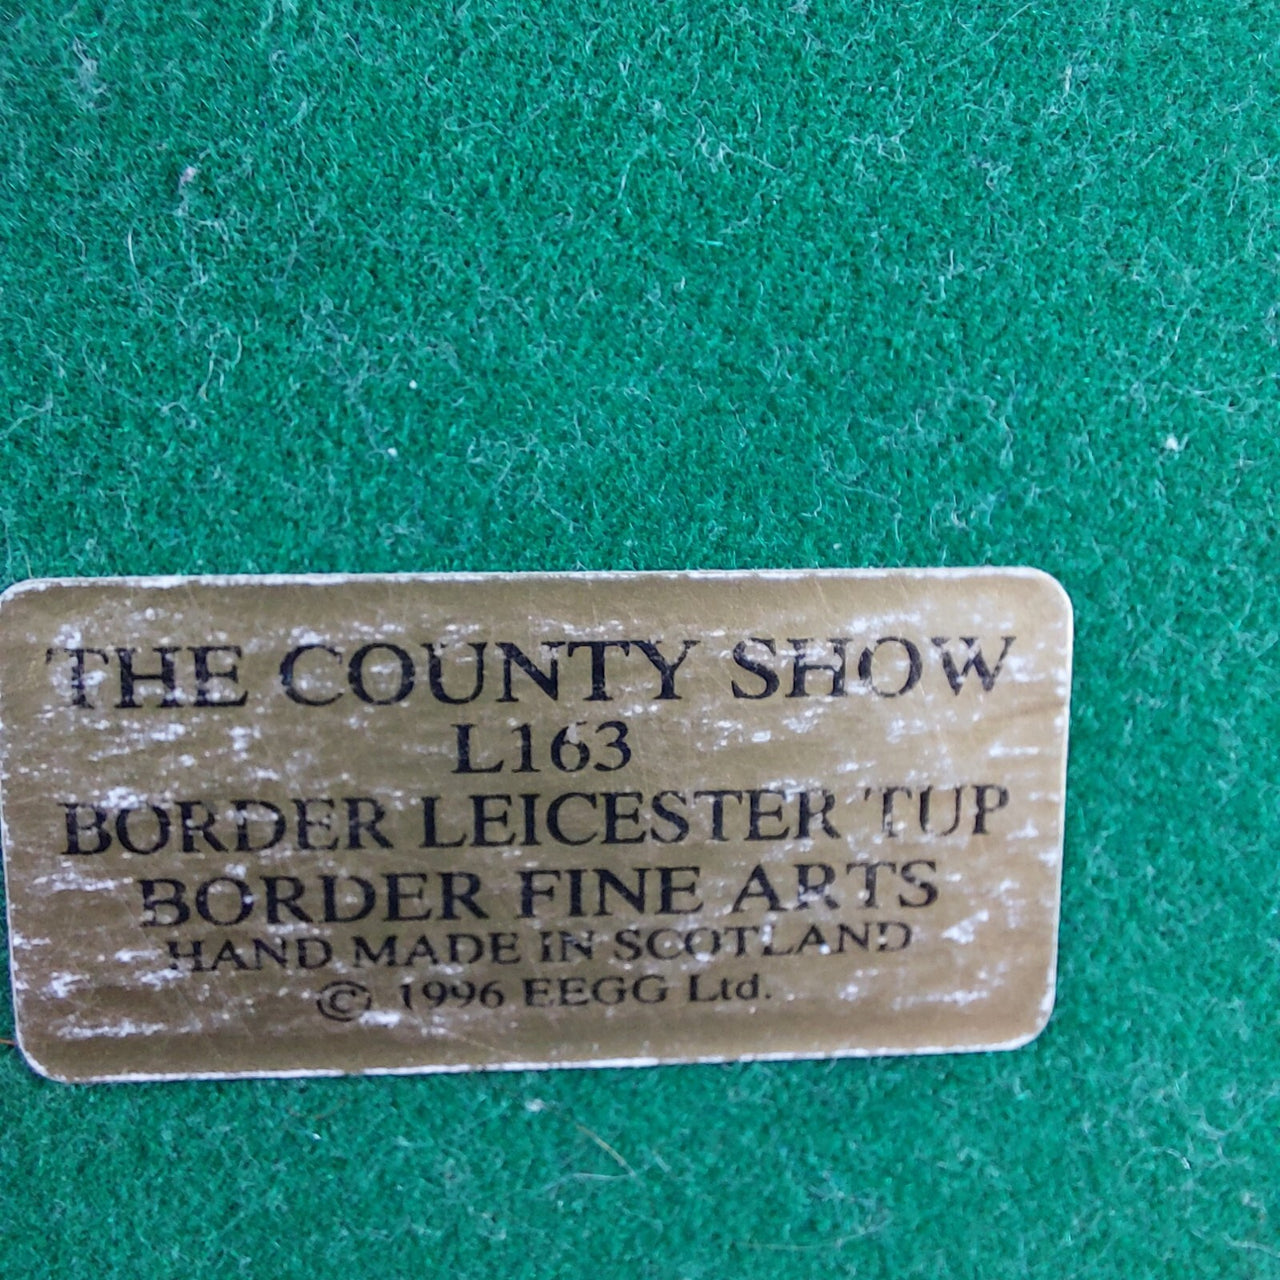 THE COUNTY SHOW
L163
BORDER LEICESTER TUP
BORDER FINE ARTS
HAND MADE IN SCOTLAND
© 1996 EEGG Ltd.